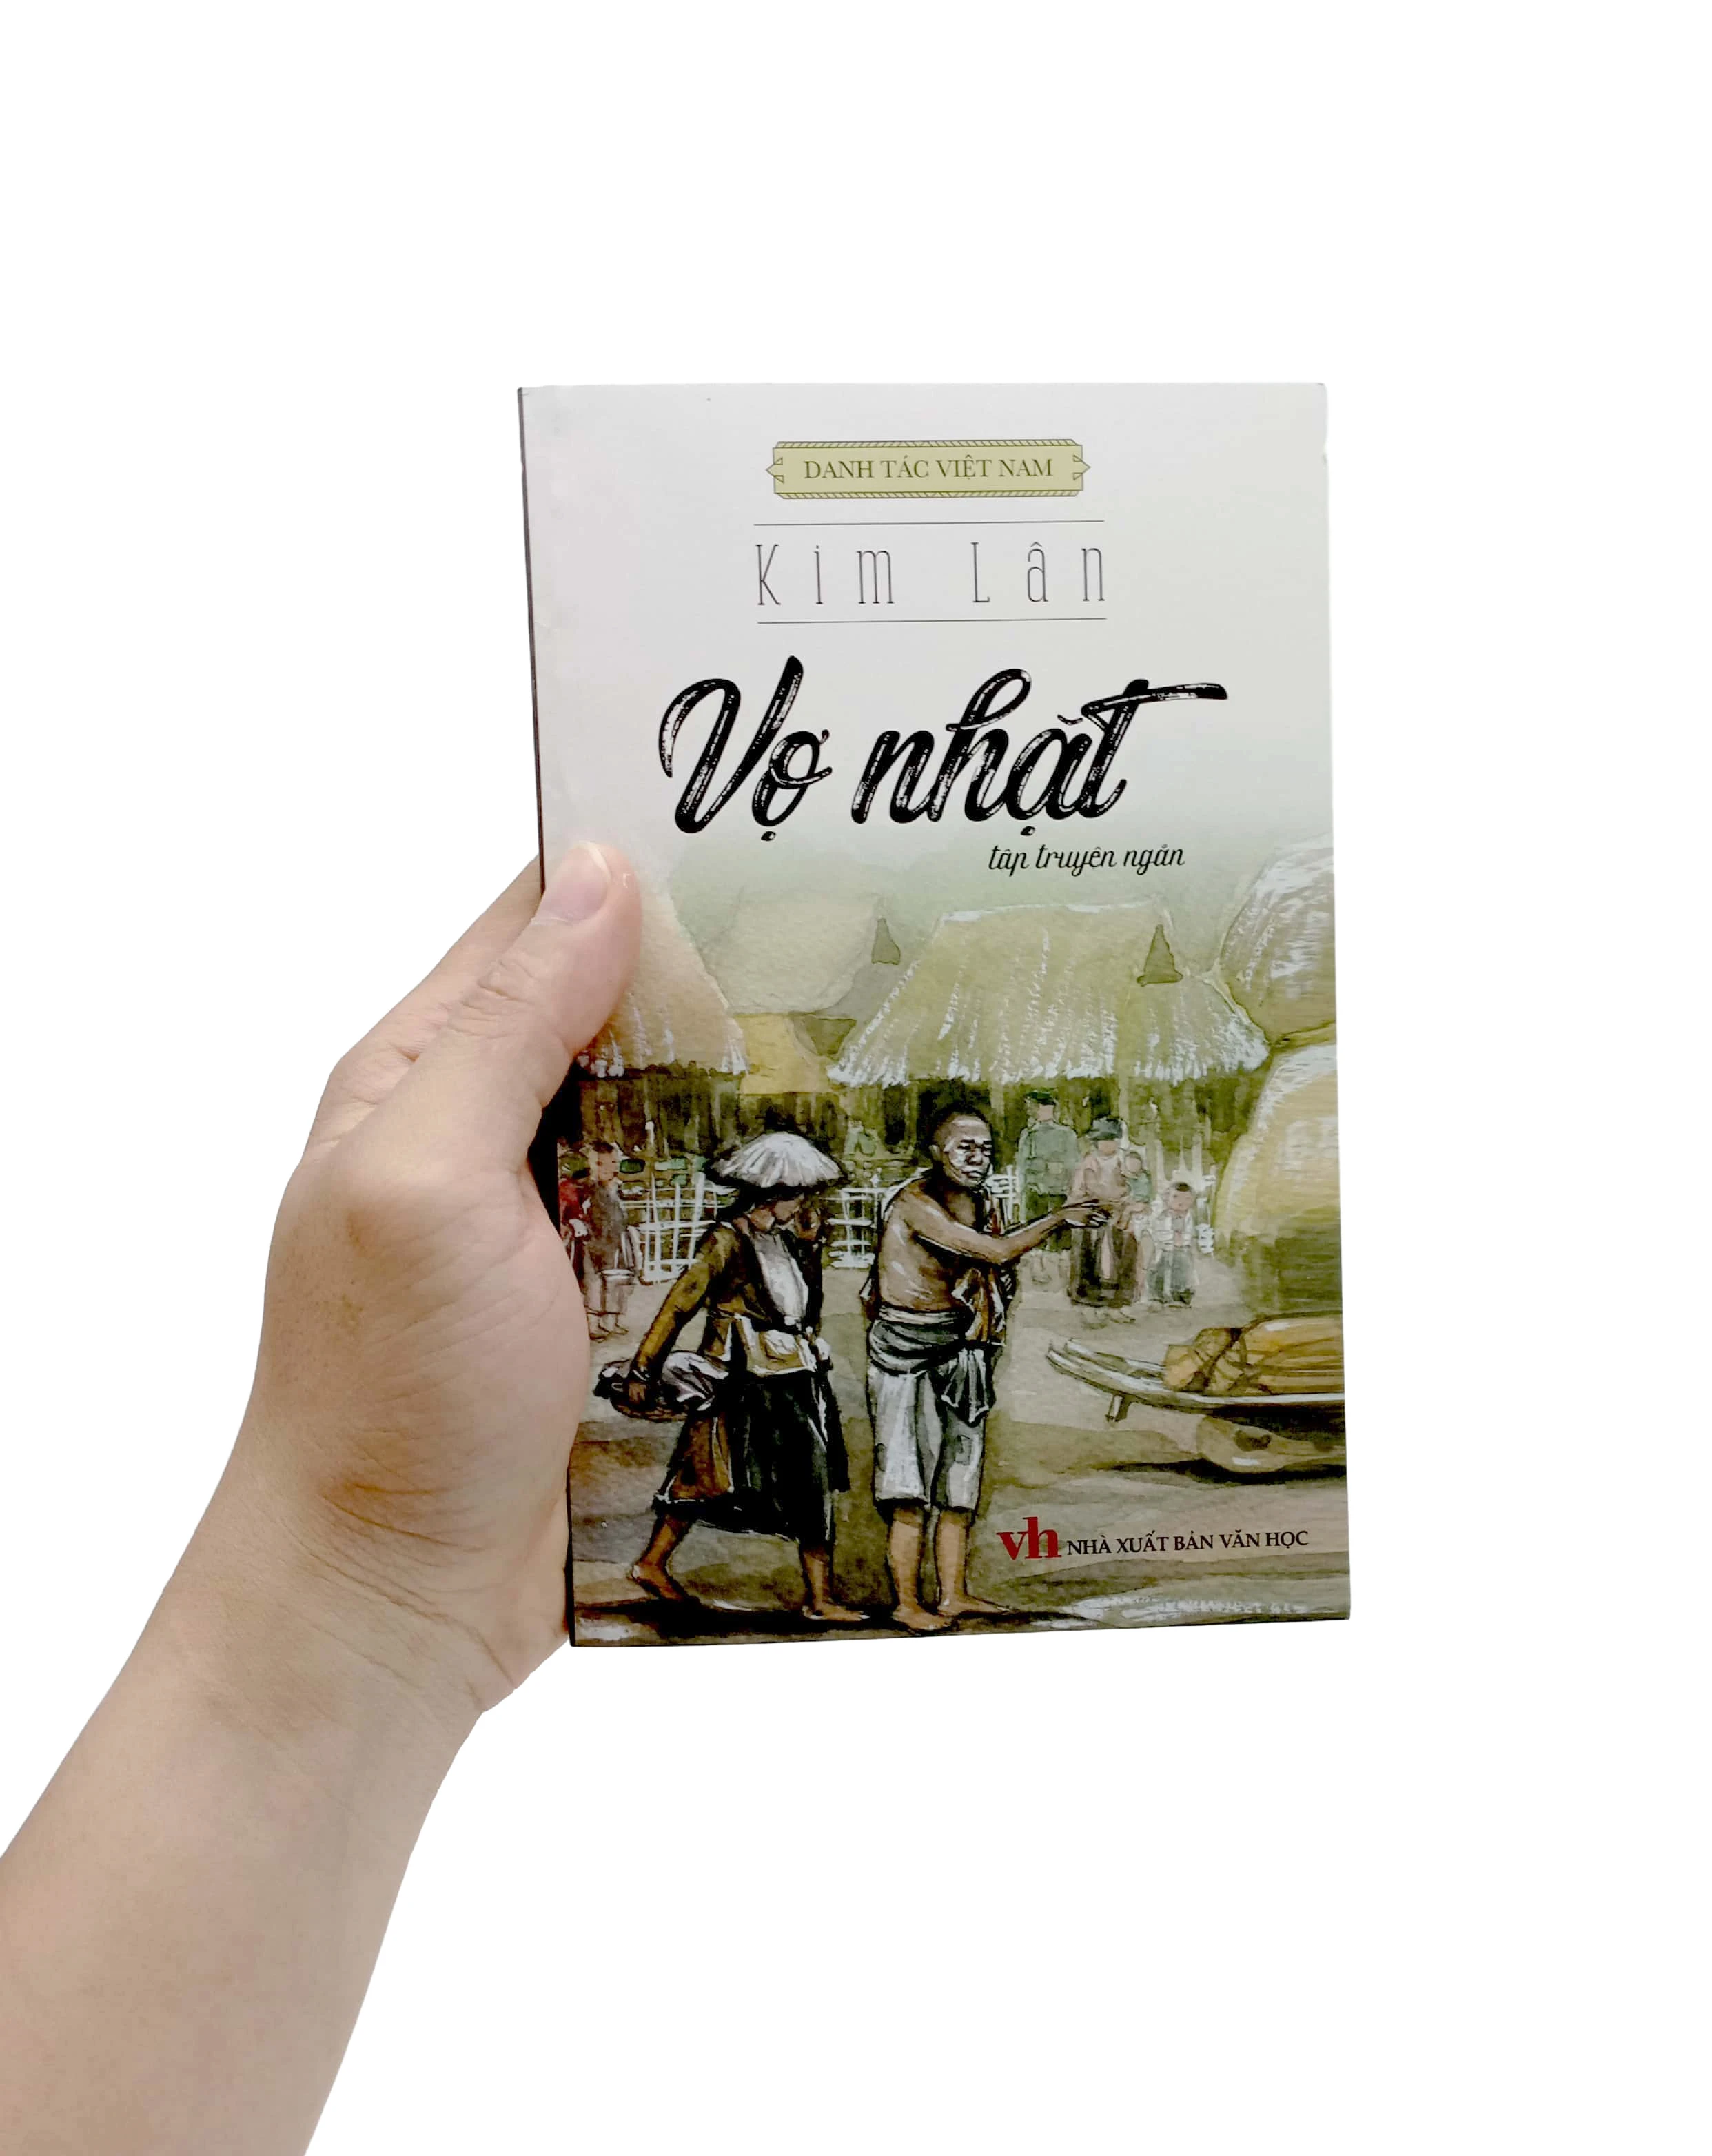 DANH TÁC VIỆT NAM
Kim Lân
Vợ nhặt
tập truyện ngắn
vh NHÀ XUẤT BẢN VĂN HỌC